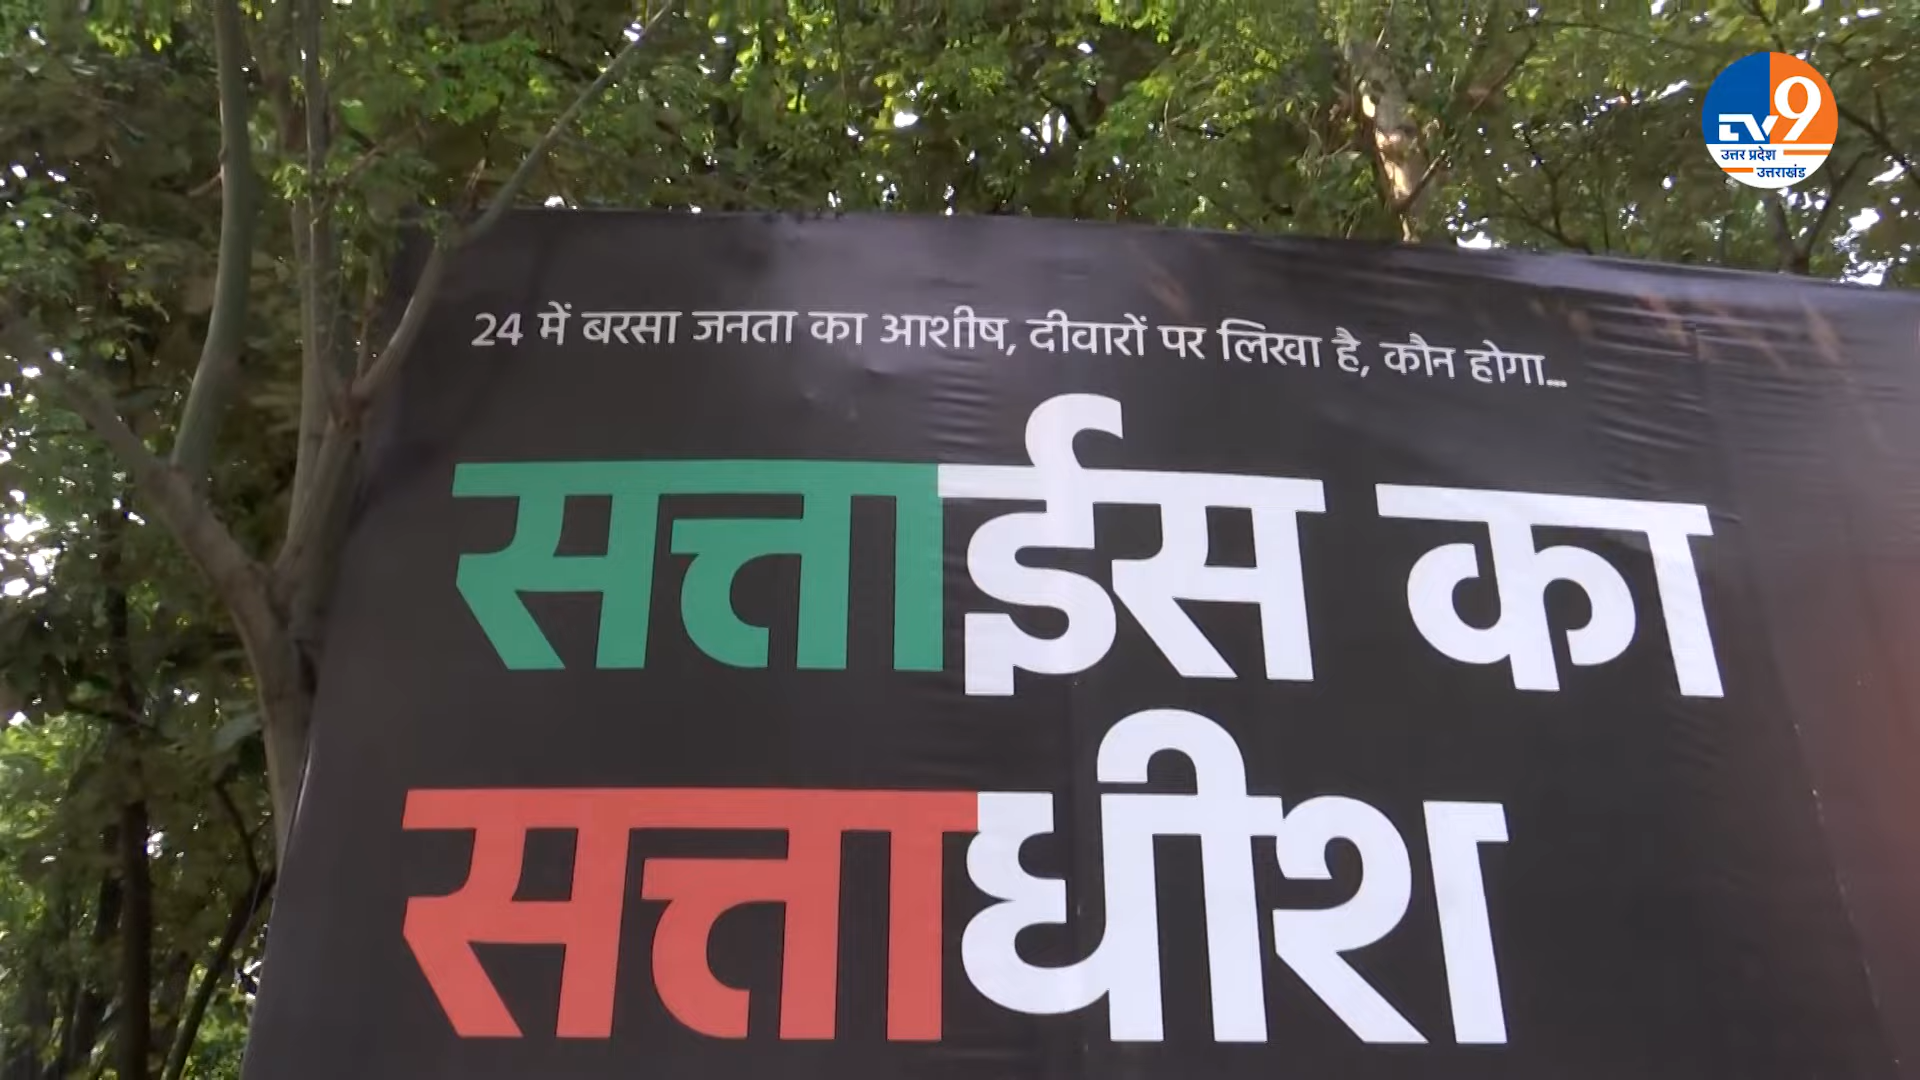 TV9
उत्तर प्रदेश
उत्तराखंड
24 में बरसा जनता का आशीष, दीवारों पर लिखा है, कौन होगा...
सत्ताईस का
सत्ताधीश